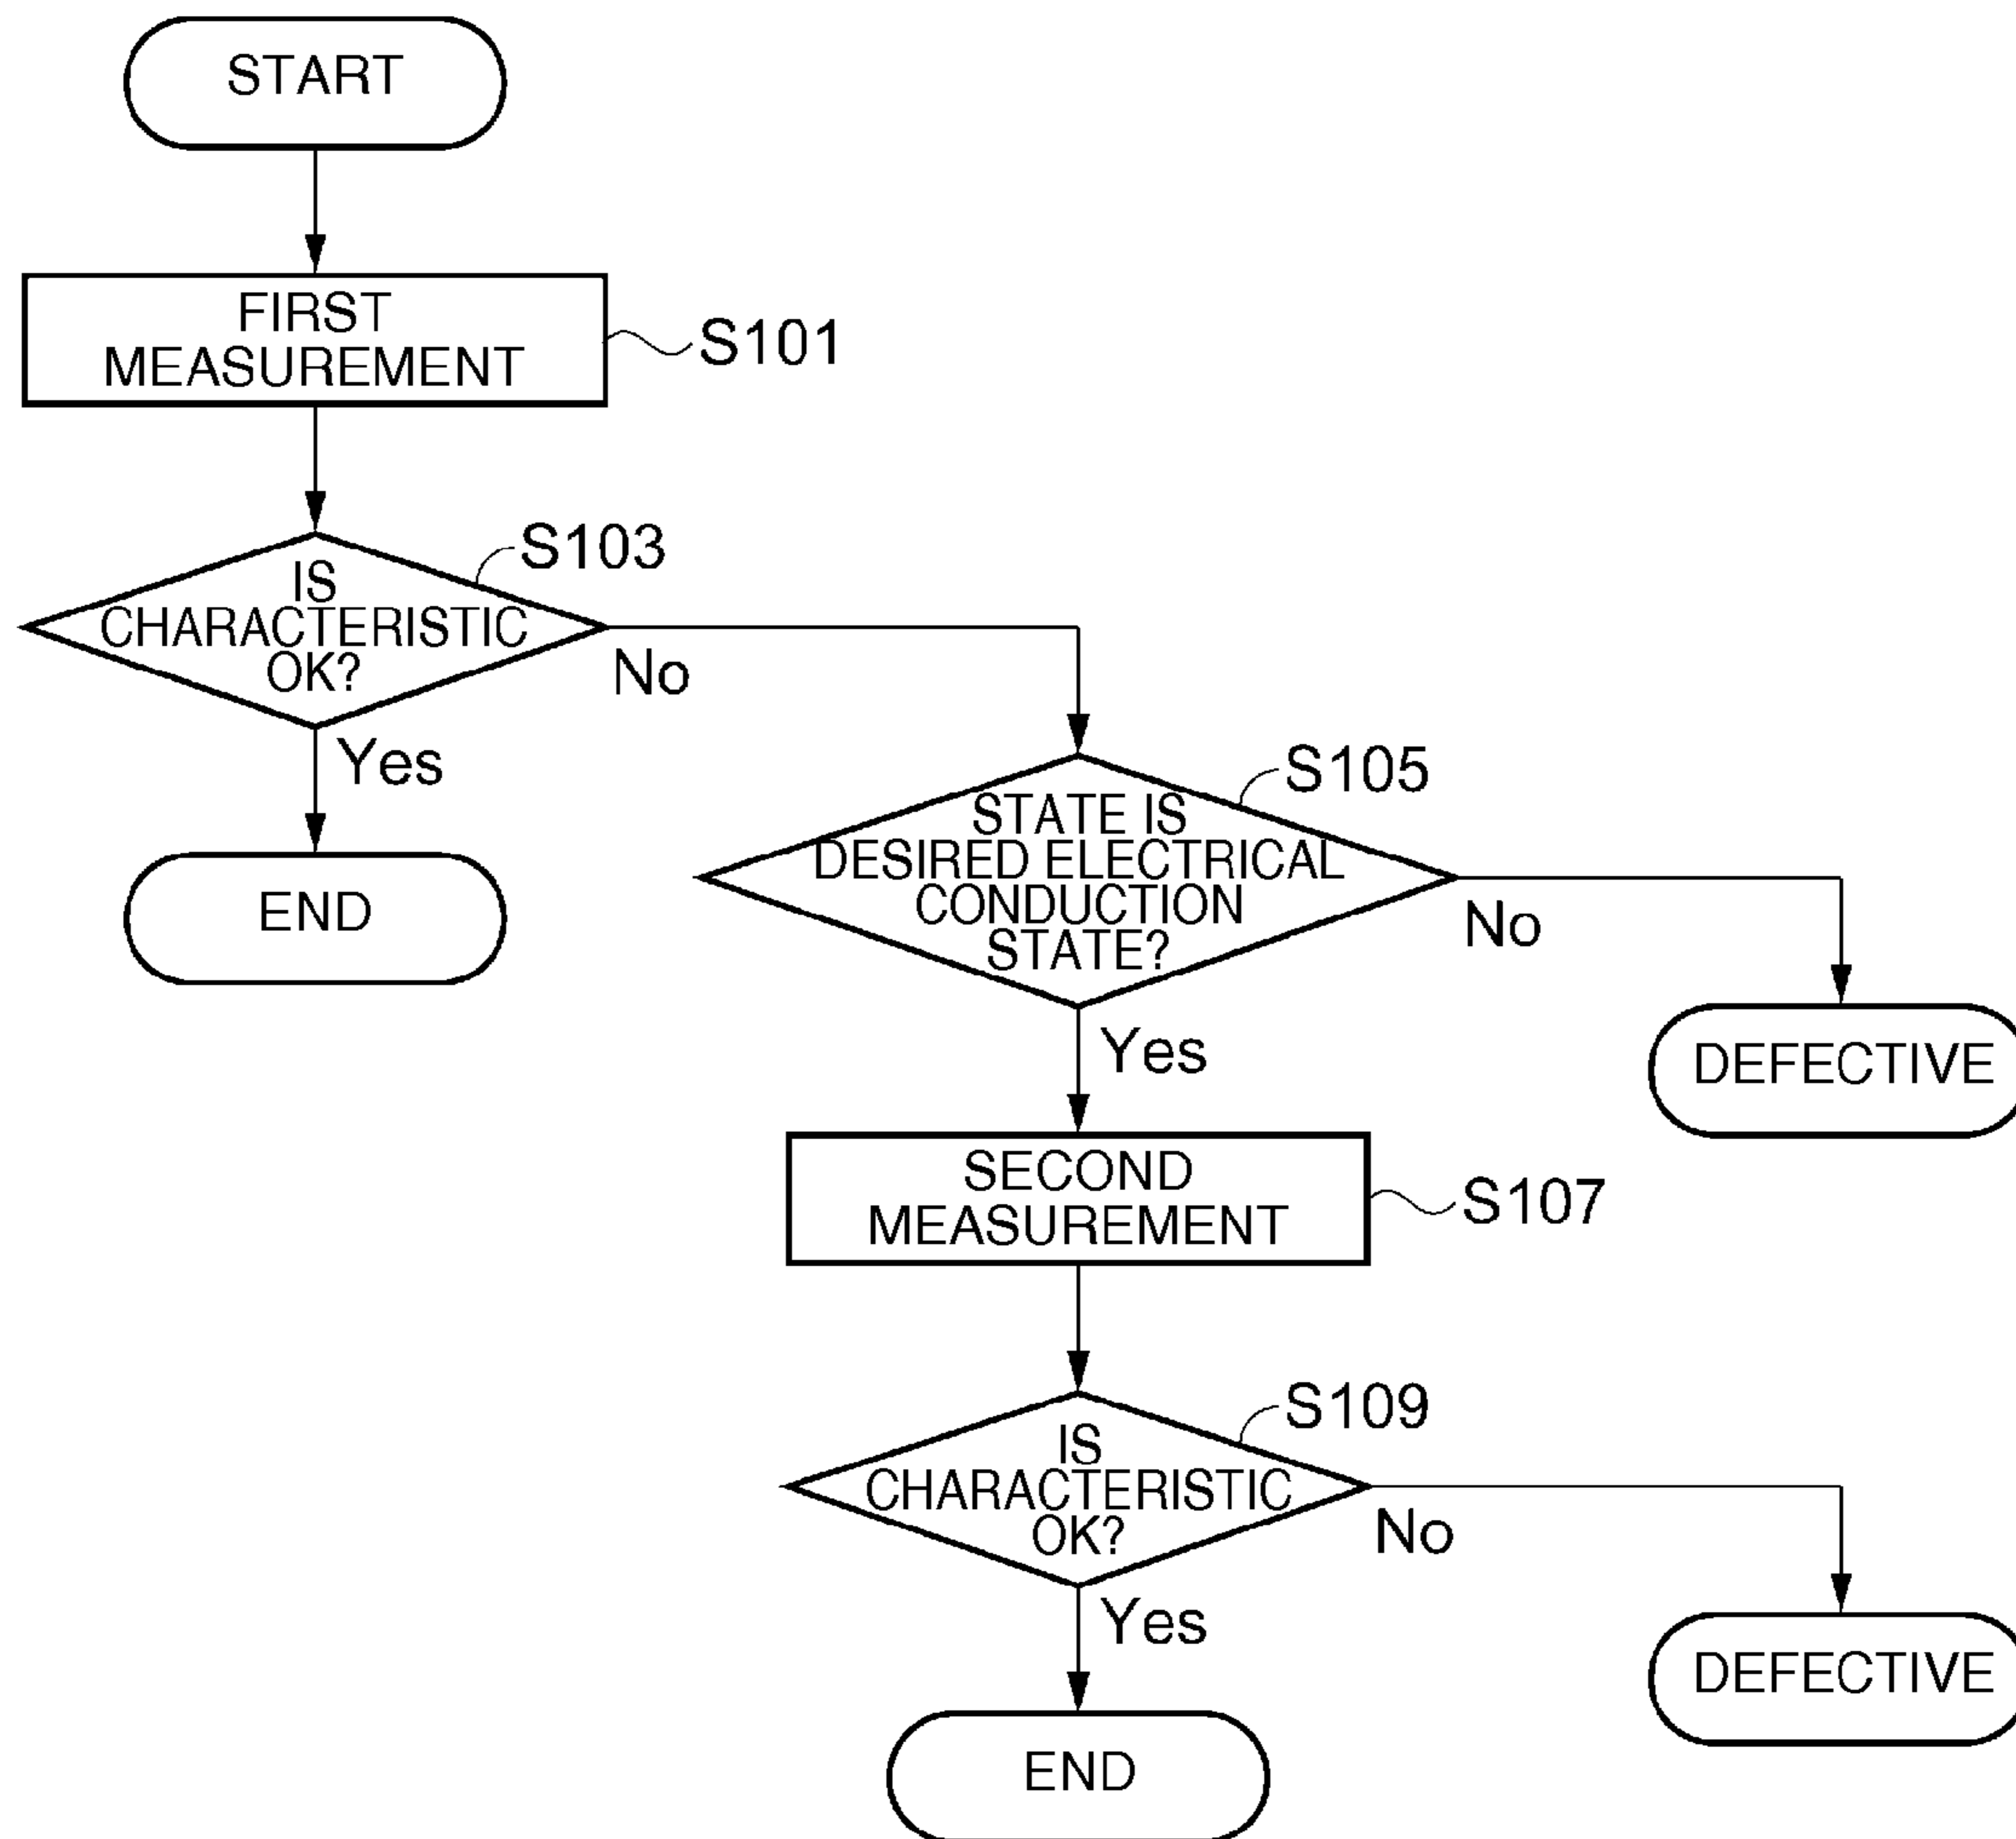 START
FIRST
MEASUREMENT
S101
S103
IS
CHARACTERISTIC
OK?
No
Yes
END
S105
STATE IS
DESIRED ELECTRICAL
CONDUCTION
STATE?
No
Yes
DEFECTIVE
SECOND
MEASUREMENT
S107
S109
IS
CHARACTERISTIC
OK?
No
Yes
DEFECTIVE
END